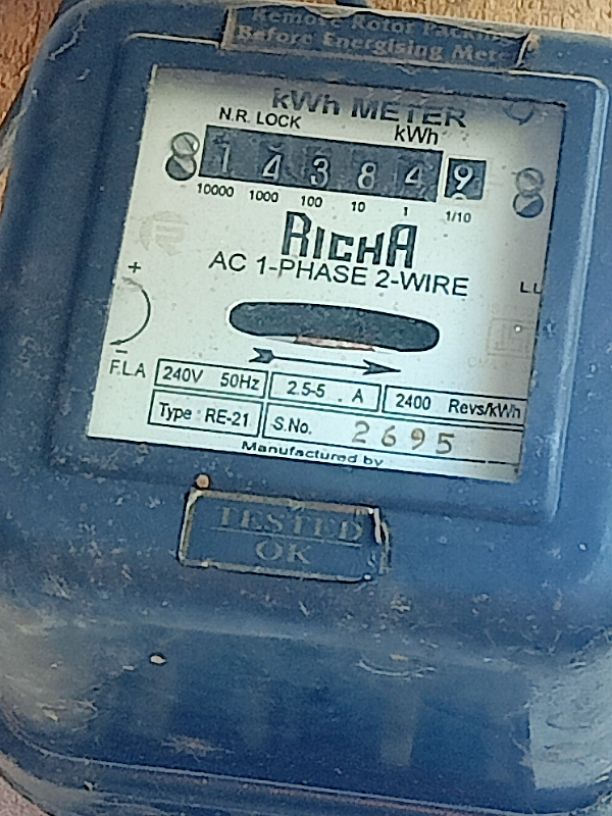 Remove Rotor Packing
Before Energising Meter
kWh METER
N.R. LOCK kWh
1 4 3 8 4 9
10000 1000 100 10 1 1/10
RICHA
AC 1-PHASE 2-WIRE
+
-
F.L.A
240V 50Hz 2.5-5 . A 2400 Revs/kWh
Type : RE-21 S.No. 2695
Manufactured by
TESTED
OK